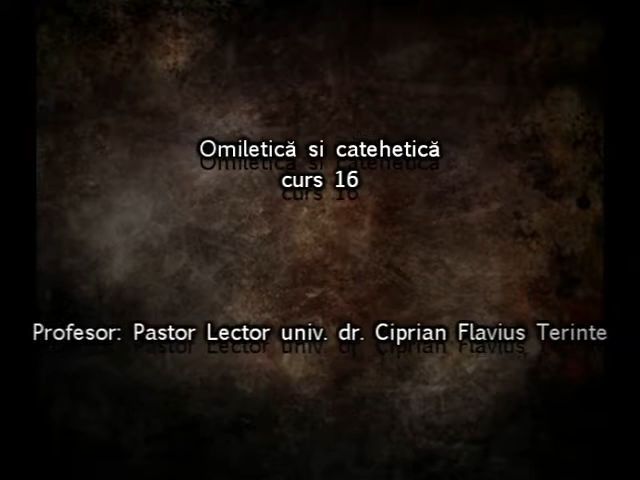 Omiletică si catehetică
curs 16
Profesor: Pastor Lector univ. dr. Ciprian Flavius Terinte